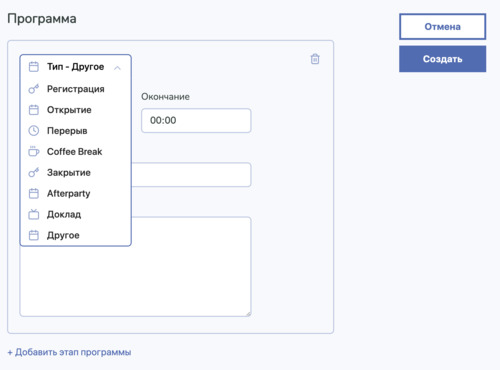 Программа
Отмена
Создать
Тип - Другое
Регистрация
Открытие
Перерыв
Coffee Break
Закрытие
Afterparty
Доклад
Другое
Окончание
00:00
+ Добавить этап программы